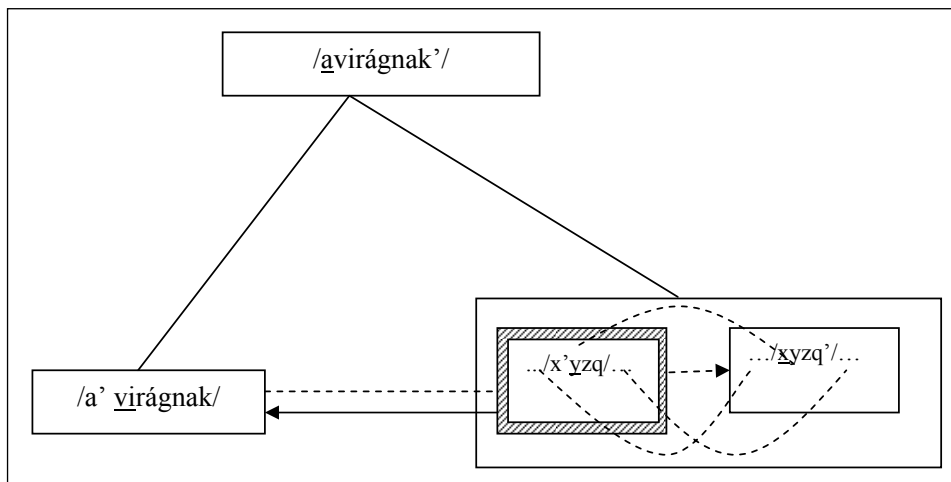 /avirágnak’/
…/x’yzq/…
…/xyzq’/…
/a’ virágnak/